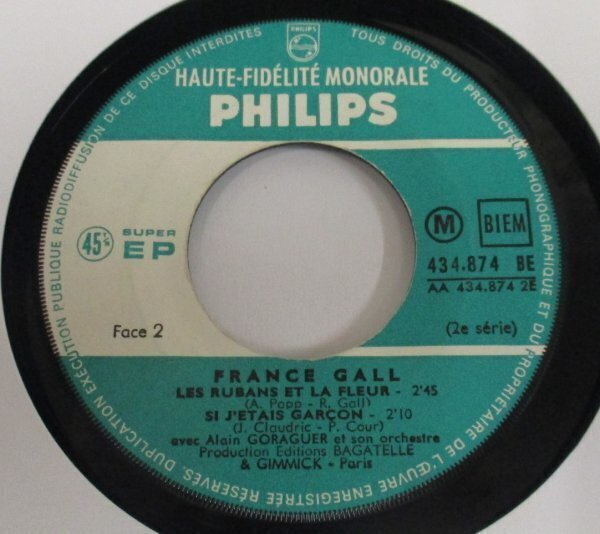 TOUS DROITS DU PRODUCTEUR PHONOGRAPHIQUE ET DU PROPRIÉTAIRE DE L'ŒUVRE ENREGISTRÉE RÉSERVÉS. DUPLICATION EXÉCUTION PUBLIQUE RADIODIFFUSION DE CE DISQUE INTERDITES
PHILIPS
HAUTE-FIDÉLITÉ MONORALE
PHILIPS
45 T/M SUPER EP
M BIEM
434.874 BE
AA 434.874 2E
Face 2 (2e série)
FRANCE GALL
LES RUBANS ET LA FLEUR - 2'45
(A. Popp - R. Gall)
SI J'ETAIS GARÇON - 2'10
(J. Claudric - P. Cour)
avec Alain GORAGUER et son orchestre
Production Editions BAGATELLE
& GIMMICK - Paris